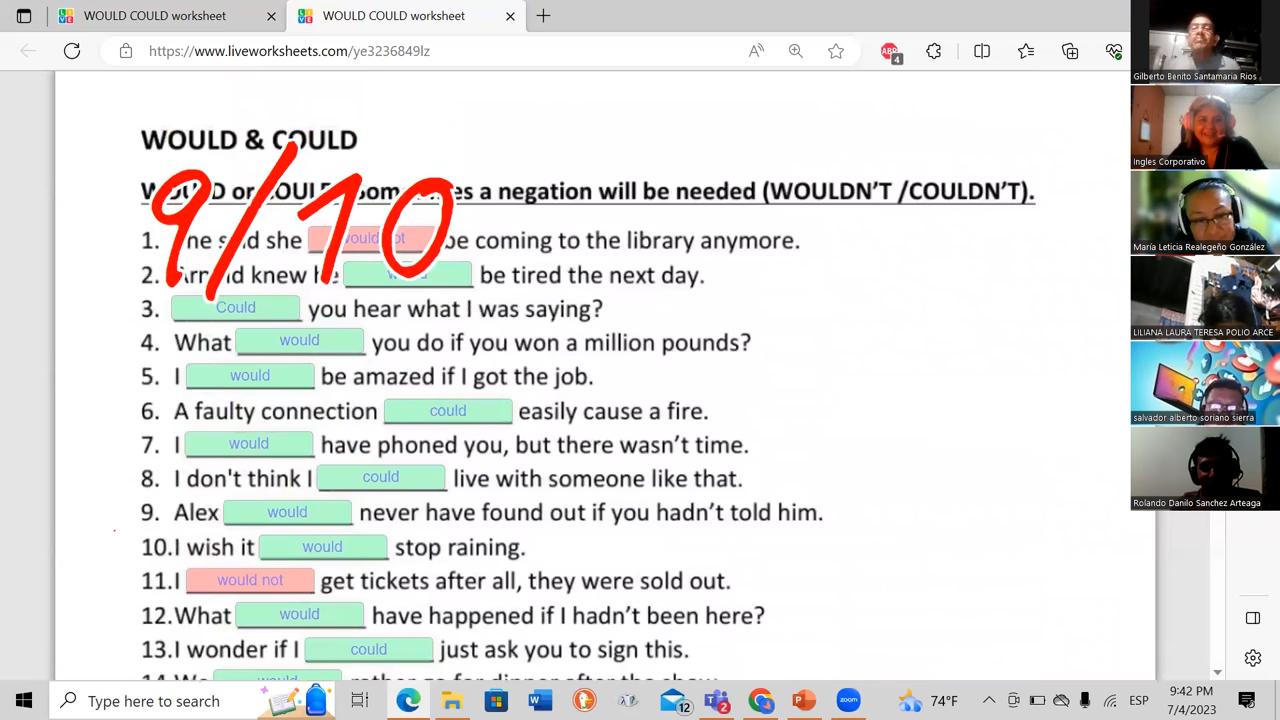 WOULD COULD worksheet
WOULD COULD worksheet
https://www.liveworksheets.com/ye3236849lz
4
WOULD & COULD
9/10
a negation will be needed (WOULDN'T /COULDN'T).
1. she would not be coming to the library anymore.
2. knew he would be tired the next day.
3. Could you hear what I was saying?
4. What would you do if you won a million pounds?
5. I would be amazed if I got the job.
6. A faulty connection could easily cause a fire.
7. I would have phoned you, but there wasn't time.
8. I don't think I could live with someone like that.
9. Alex would never have found out if you hadn't told him.
10. I wish it would stop raining.
11. I would not get tickets after all, they were sold out.
12. What would have happened if I hadn't been here?
13. I wonder if I could just ask you to sign this.
Gilberto Benito Santamaria Rios
Ingles Corporativo
María Leticia Realegeño González
LILIANA LAURA TERESA POLIO ARCE
salvador alberto soriano sierra
Rolando Danilo Sanchez Arteaga
Type here to search
12
2
zoom
74°F
ESP
9:42 PM
7/4/2023